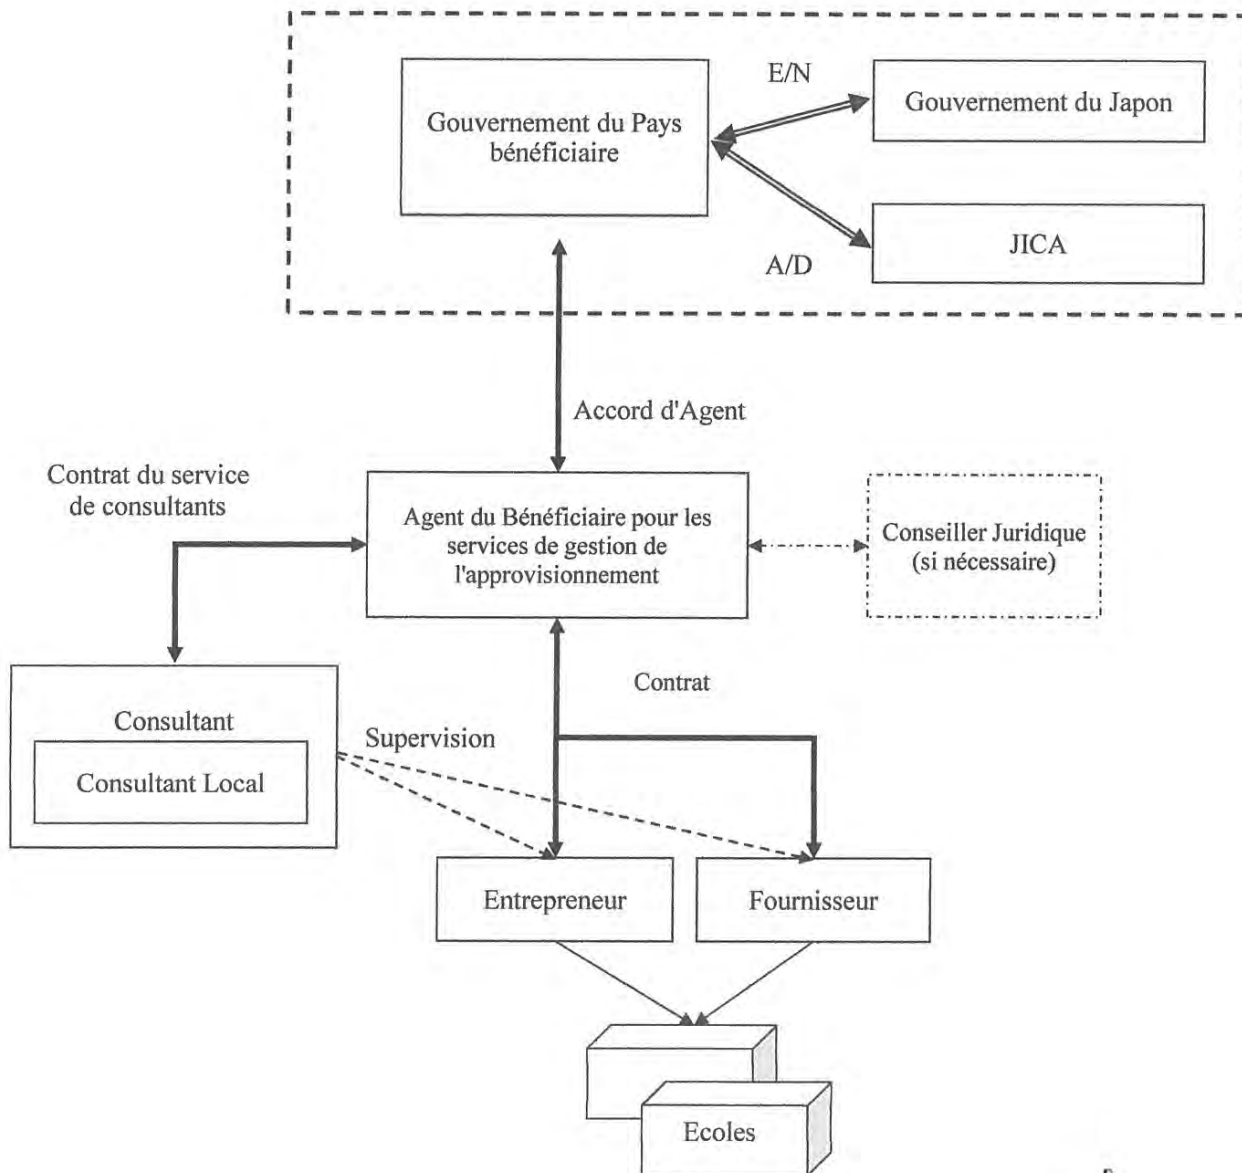 E/N
Gouvernement du Pays
bénéficiaire
Gouvernement du Japon
JICA
A/D
Accord d'Agent
Contrat du service
de consultants
Agent du Bénéficiaire pour les
services de gestion de
l'approvisionnement
Conseiller Juridique
(si nécessaire)
Contrat
Consultant
Supervision
Consultant Local
Entrepreneur
Fournisseur
Ecoles